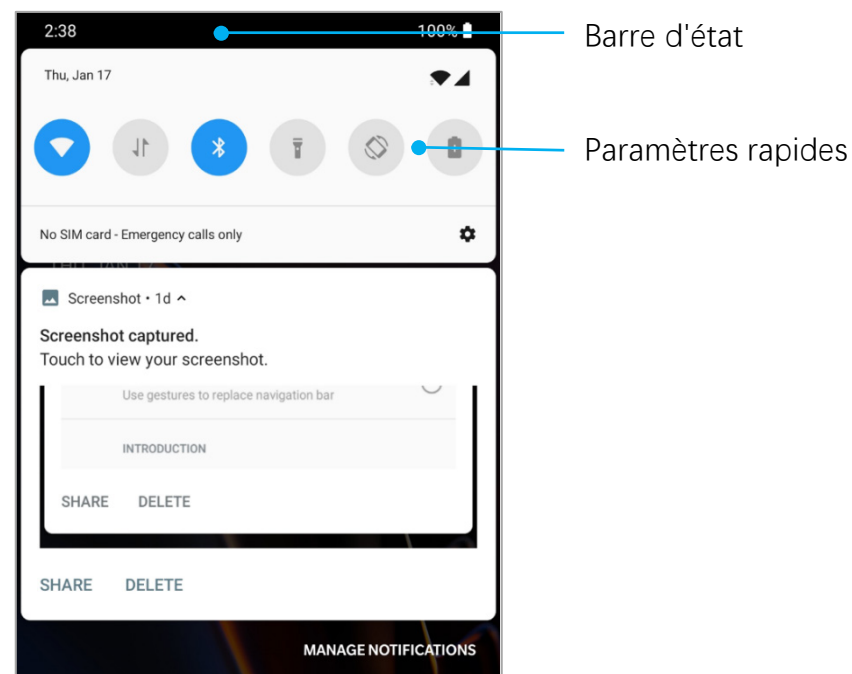 2:38
100%
Barre d'état
Thu, Jan 17
Paramètres rapides
No SIM card - Emergency calls only
Screenshot • 1d
Screenshot captured.
Touch to view your screenshot.
Use gestures to replace navigation bar
INTRODUCTION
SHARE DELETE
SHARE DELETE
MANAGE NOTIFICATIONS